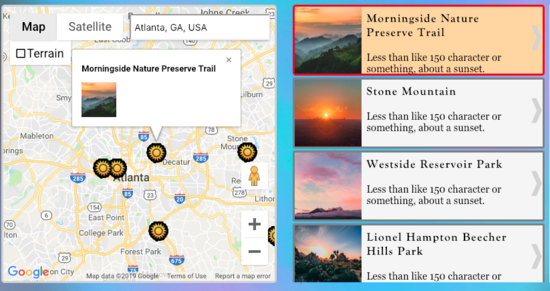 Map
Satellite
Atlanta, GA, USA
Johns Creek
Terrain
Morningside Nature Preserve Trail
×
Mableton
Stone
Mountain
Decatur
285
85
285
Atlanta
20
East Point
College Park
Forest Park
85
675
+
−
Google
Map data ©2019 Google
Terms of Use
Report a map error
Morningside Nature
Preserve Trail
Less than like 150 character or
something, about a sunset.
Stone Mountain
Less than like 150 character or
something, about a sunset.
Westside Reservoir Park
Less than like 150 character or
something, about a sunset.
Lionel Hampton Beecher
Hills Park
Less than like 150 character or